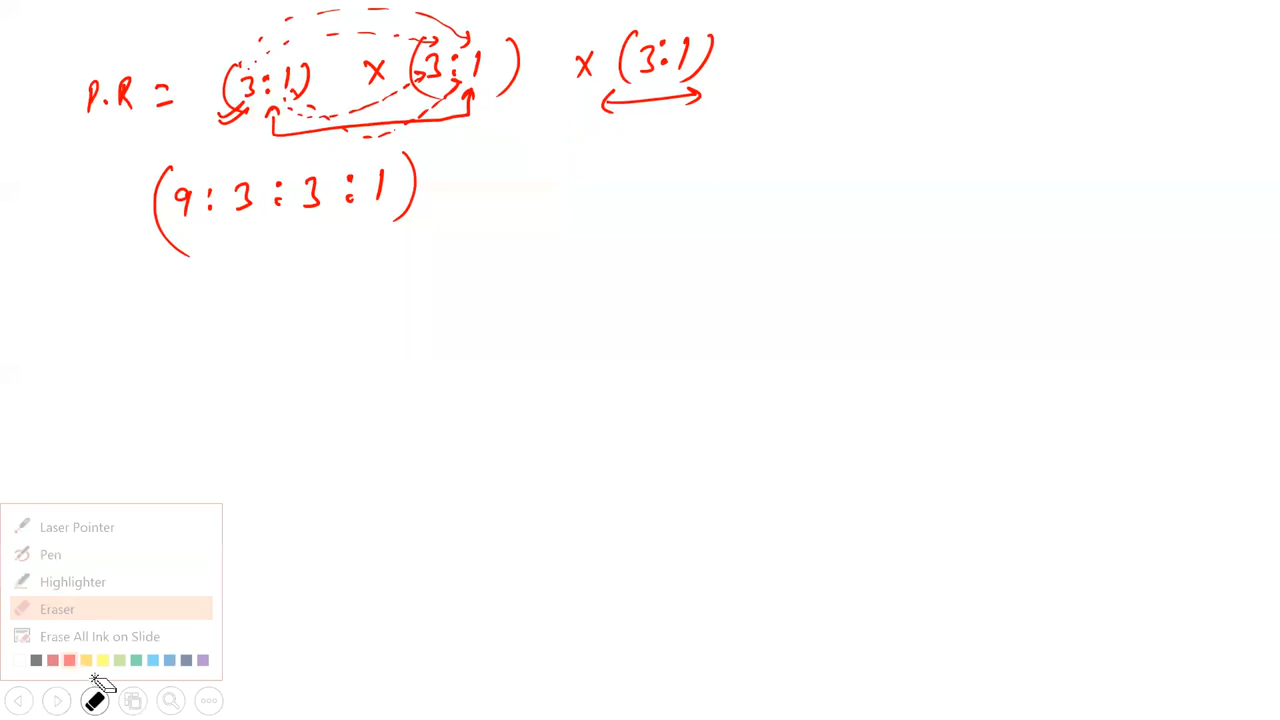 P.R = (3:1) x (3:1) x (3:1)
(9:3:3:1)
Laser Pointer
Pen
Highlighter
Eraser
Erase All Ink on Slide